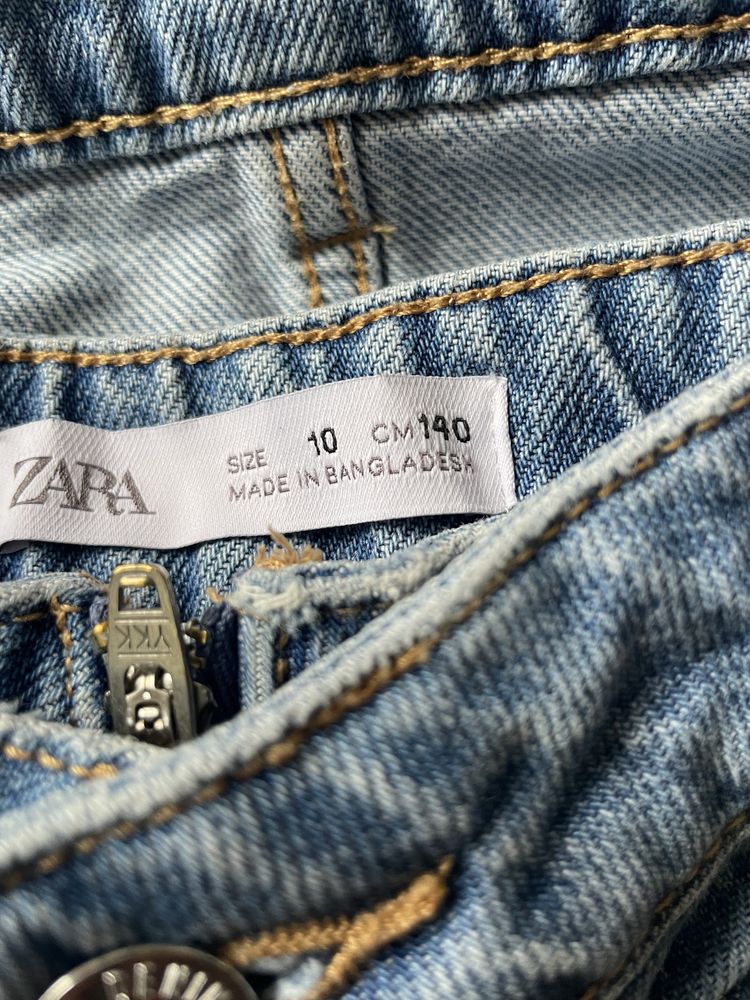 ZARA
SIZE 10 CM 140
MADE IN BANGLADESH
YKK